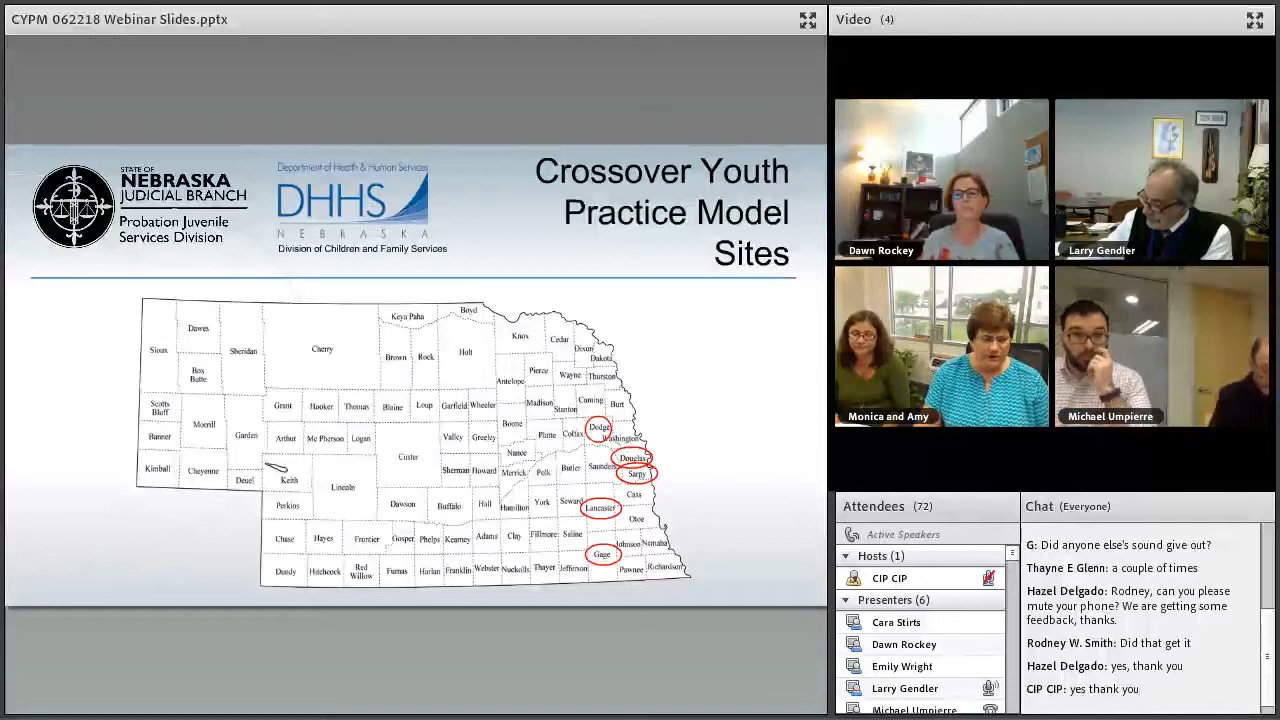 CYPM 062218 Webinar Slides.pptx
STATE OF
NEBRASKA
JUDICIAL BRANCH
Probation Juvenile
Services Division
Department of Health & Human Services
DHHS
NEBRASKA
Division of Children and Family Services
Crossover Youth
Practice Model
Sites
Boyd
Keya Paha
Dawes
Knox
Cedar
Sioux
Sheridan
Cherry
Brown
Rock
Holt
Dixon
Dakota
Box
Butte
Antelope
Pierce
Wayne
Thurston
Scotts
Bluff
Grant
Hooker
Thomas
Blaine
Loup
Garfield
Wheeler
Madison
Stanton
Cuming
Burt
Banner
Morrill
Garden
Arthur
Mc Pherson
Logan
Valley
Greeley
Boone
Platte
Colfax
Dodge
Washington
Kimball
Cheyenne
Deuel
Keith
Lincoln
Custer
Sherman
Howard
Nance
Merrick
Polk
Butler
Saunders
Douglas
Sarpy
Perkins
Dawson
Buffalo
Hall
Hamilton
York
Seward
Lancaster
Cass
Otoe
Chase
Hayes
Frontier
Gosper
Phelps
Kearney
Adams
Clay
Fillmore
Saline
Gage
Johnson
Nemaha
Dundy
Hitchcock
Red
Willow
Furnas
Harlan
Franklin
Webster
Nuckolls
Thayer
Jefferson
Pawnee
Richardson
Video (4)
Dawn Rockey
Larry Gendler
Monica and Amy
Michael Umpierre
Attendees (72)
Active Speakers
Hosts (1)
CIP CIP
Presenters (6)
Cara Stirts
Dawn Rockey
Emily Wright
Larry Gendler
Michael Umpierre
Chat (Everyone)
G: Did anyone else's sound give out?
Thayne E Glenn: a couple of times
Hazel Delgado: Rodney, can you please
mute your phone? We are getting some
feedback, thanks.
Rodney W. Smith: Did that get it
Hazel Delgado: yes, thank you
CIP CIP: yes thank you